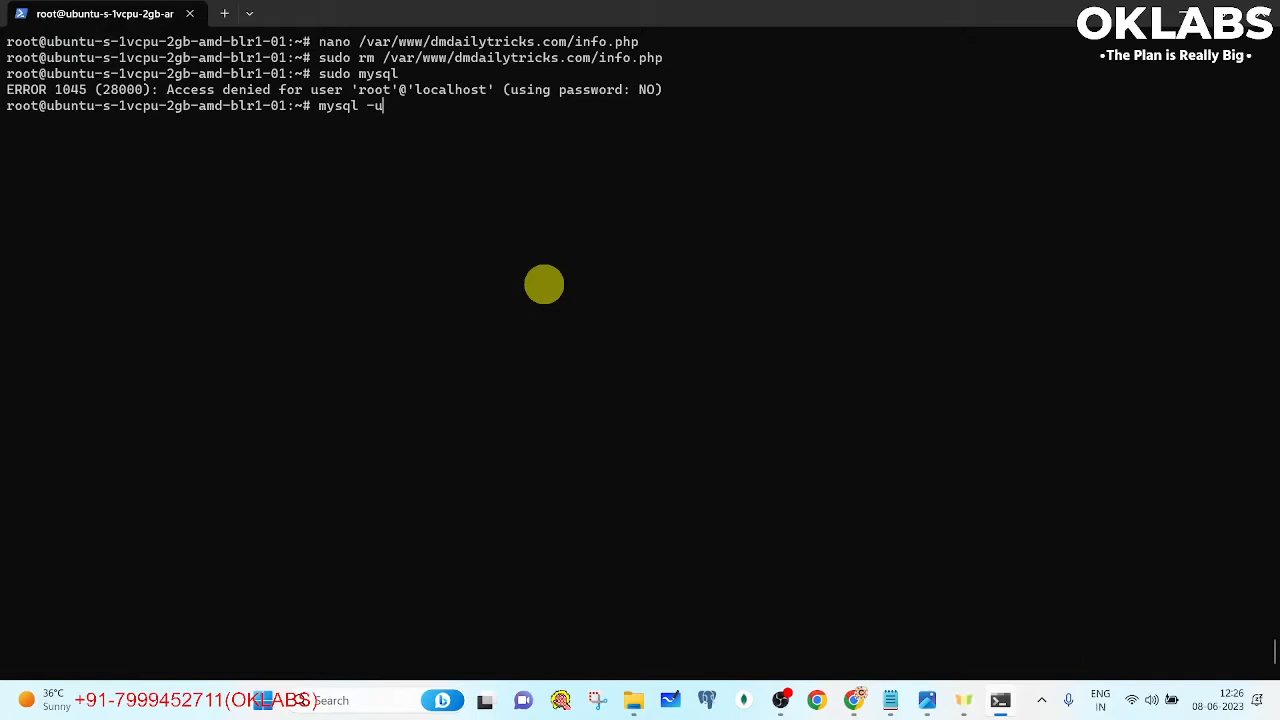 root@ubuntu-s-1vcpu-2gb-ar
OKLABS
•The Plan is Really Big•
root@ubuntu-s-1vcpu-2gb-amd-blr1-01:~# nano /var/www/dmdailytricks.com/info.php
root@ubuntu-s-1vcpu-2gb-amd-blr1-01:~# sudo rm /var/www/dmdailytricks.com/info.php
root@ubuntu-s-1vcpu-2gb-amd-blr1-01:~# sudo mysql
ERROR 1045 (28000): Access denied for user 'root'@'localhost' (using password: NO)
root@ubuntu-s-1vcpu-2gb-amd-blr1-01:~# mysql -u
36°C
Sunny
+91-7999452711(OKLABS)
Search
ENG
IN
12:26
08-06-2023